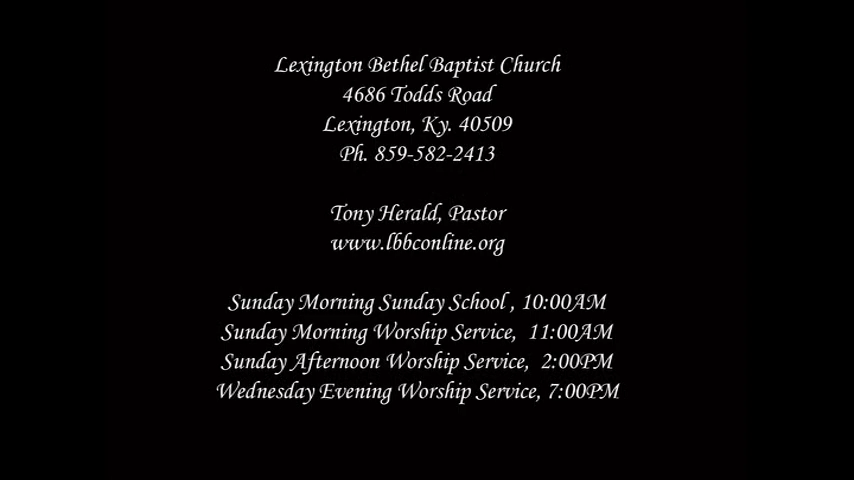 Lexington Bethel Baptist Church
4686 Todds Road
Lexington, Ky. 40509
Ph. 859-582-2413
Tony Herald, Pastor
www.lbbconline.org
Sunday Morning Sunday School , 10:00AM
Sunday Morning Worship Service, 11:00AM
Sunday Afternoon Worship Service, 2:00PM
Wednesday Evening Worship Service, 7:00PM